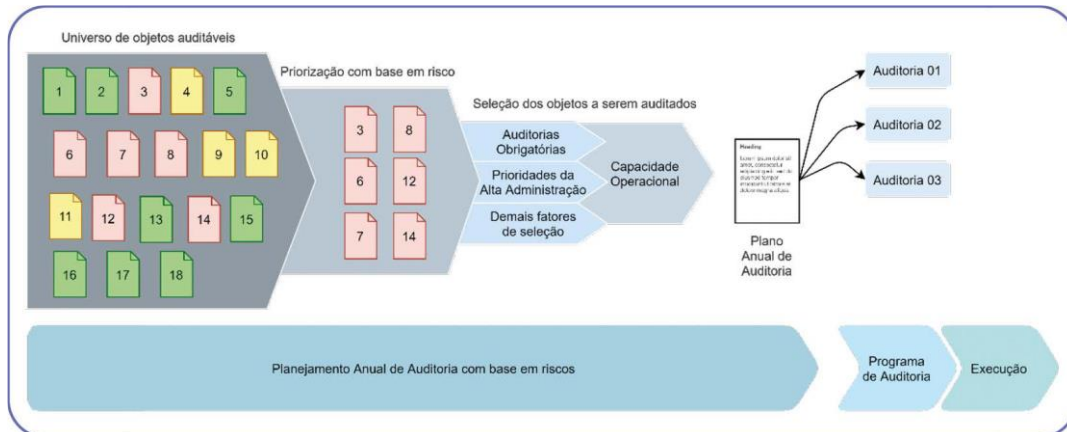 Universo de objetos auditáveis
1
2
3
4
5
6
7
8
9
10
11
12
13
14
15
16
17
18
Priorização com base em risco
3
8
6
12
7
14
Seleção dos objetos a serem auditados
Auditorias
Obrigatórias
Prioridades da
Alta Administração
Demais fatores
de seleção
Capacidade
Operacional
Heading
Plano
Anual de
Auditoria
Auditoria 01
Auditoria 02
Auditoria 03
Planejamento Anual de Auditoria com base em riscos
Programa
de Auditoria
Execução